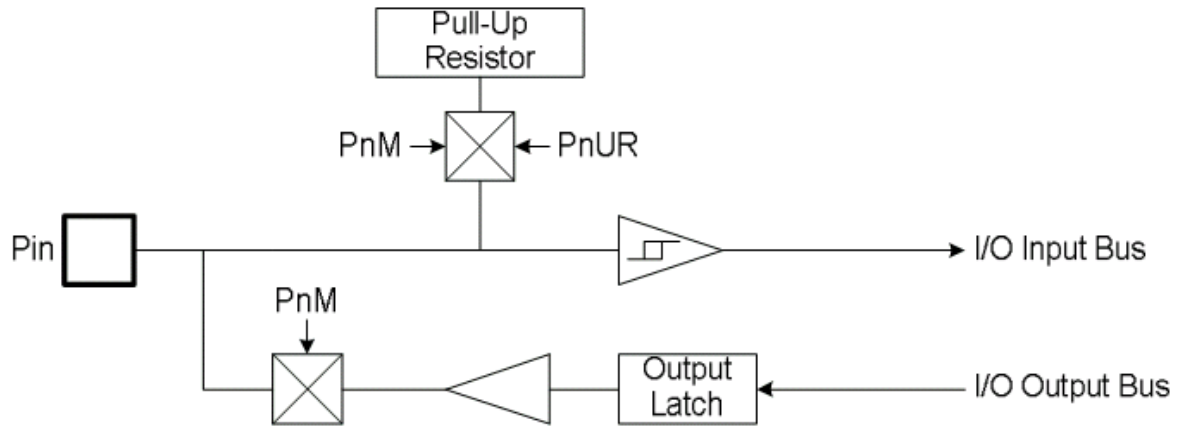 Pull-Up
Resistor
PnM
PnUR
Pin
I/O Input Bus
PnM
Output
Latch
I/O Output Bus